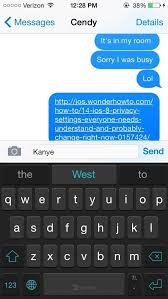 Verizon 12:28 PM 38%
Messages Cendy Details
It's in my room
Sorry I was busy
Lol
http://ios.wonderhowto.com/
how-to/14-ios-8-privacy-
settings-everyone-needs-
understand-and-probably-
change-right-now-0157424/
Kanye Send
the West to
q w e r t y u i o p
a s d f g h j k l
z x c v b n m
123